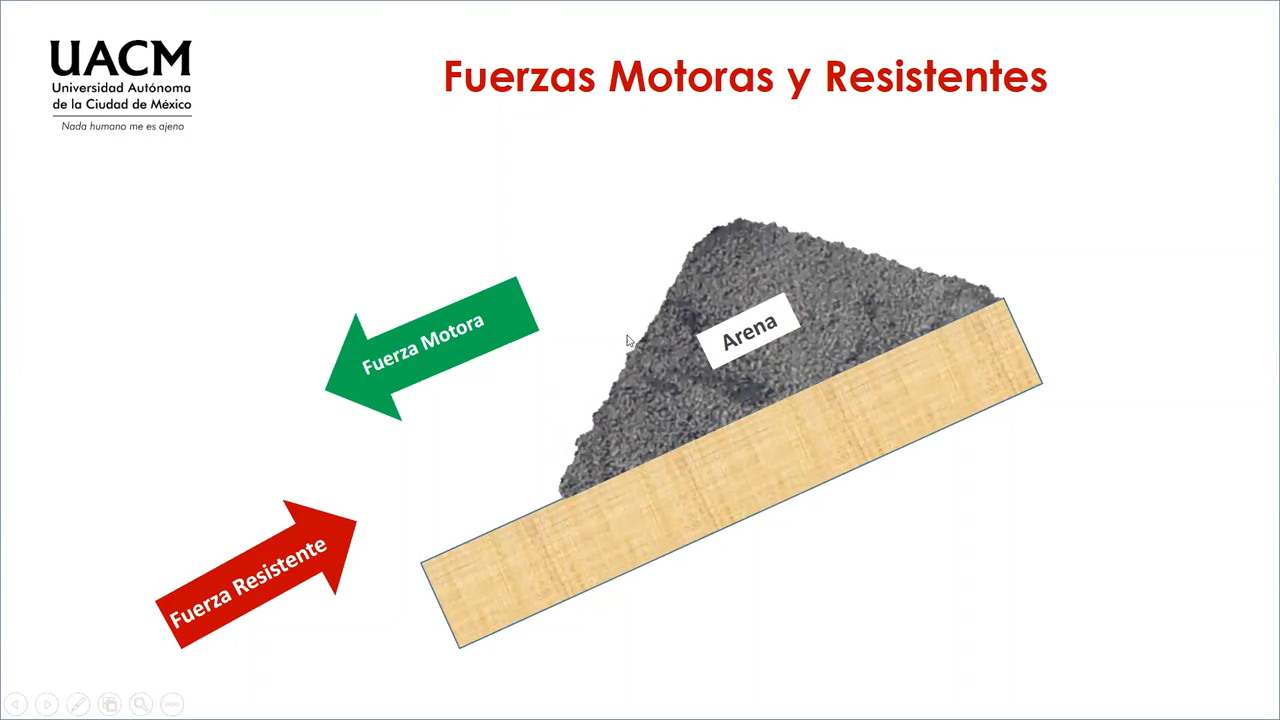 UACM
Universidad Autónoma
de la Ciudad de México
Nada humano me es ajeno
Fuerzas Motoras y Resistentes
Fuerza Motora
Arena
Fuerza Resistente